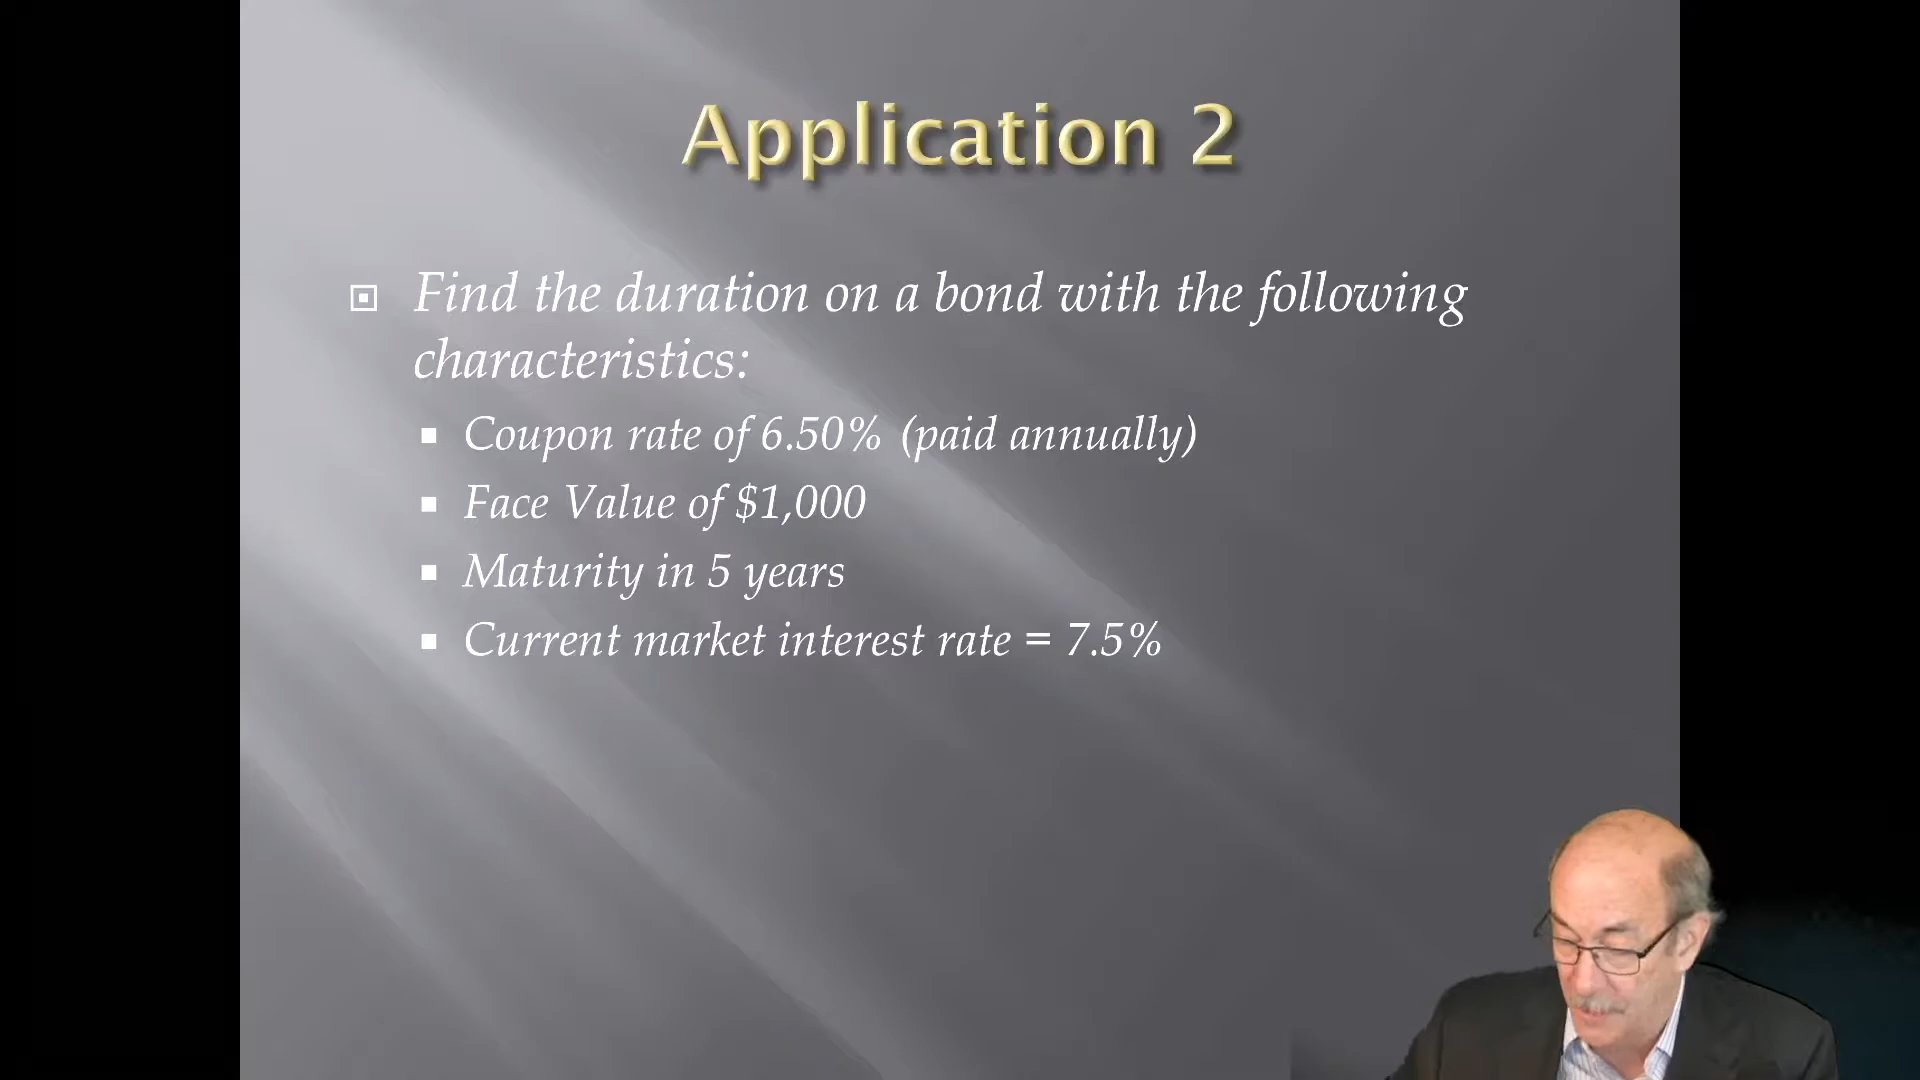 Application 2
Find the duration on a bond with the following
characteristics:
Coupon rate of 6.50% (paid annually)
Face Value of $1,000
Maturity in 5 years
Current market interest rate = 7.5%